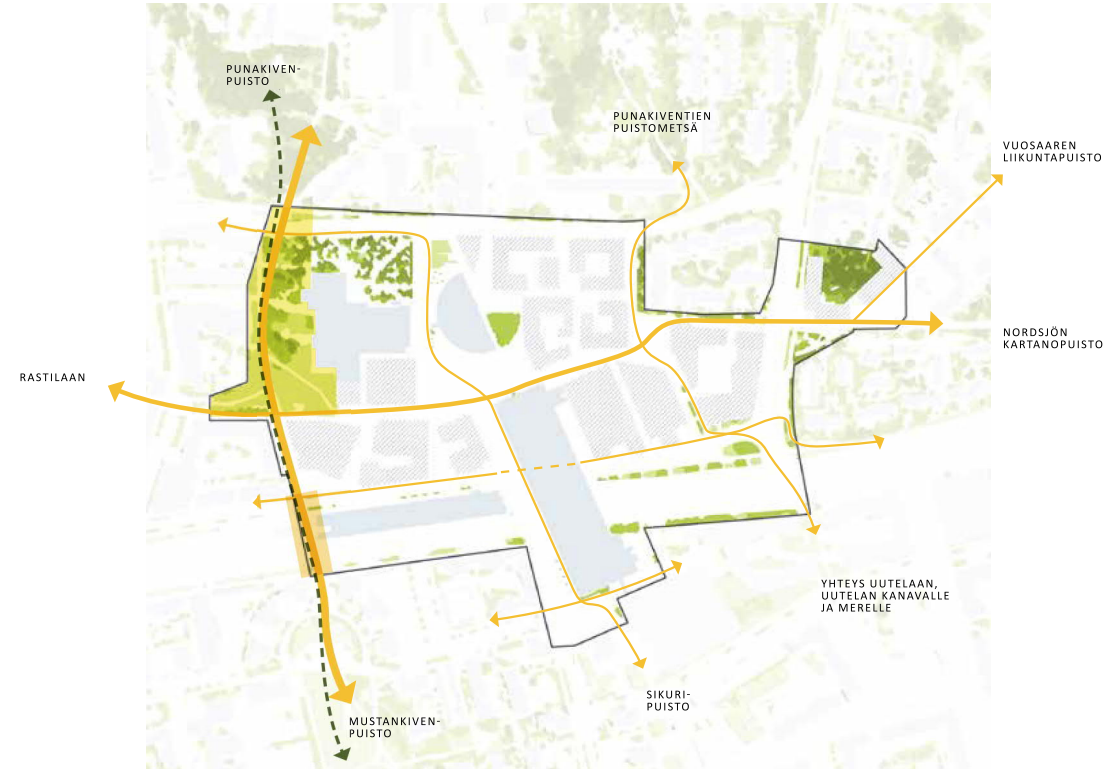 PUNAKIVEN-
PUISTO
PUNAKIVENTIEN
PUISTOMETSÄ
VUOSAAREN
LIIKUNTAPUISTO
NORDSJÖN
KARTANOPUISTO
RASTILAAN
YHTEYS UUTELAAN,
UUTELAN KANAVALLE
JA MERELLE
SIKURI-
PUISTO
MUSTANKIVEN-
PUISTO